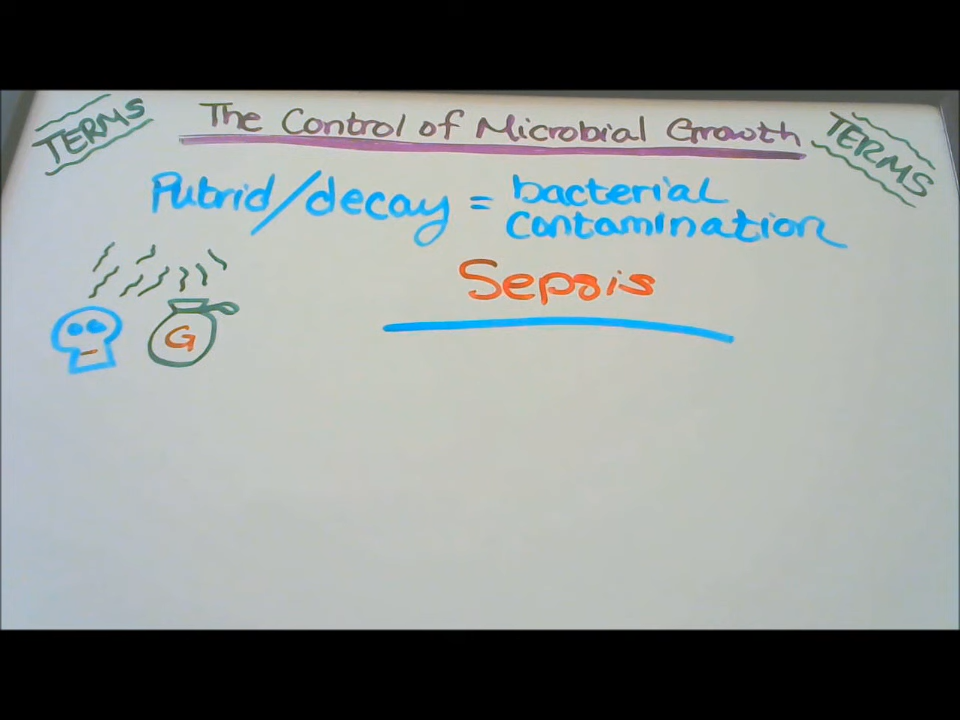 TERMS
The Control of Microbial Growth
TERMS
Putrid/decay = bacterial
contamination
Sepsis
G